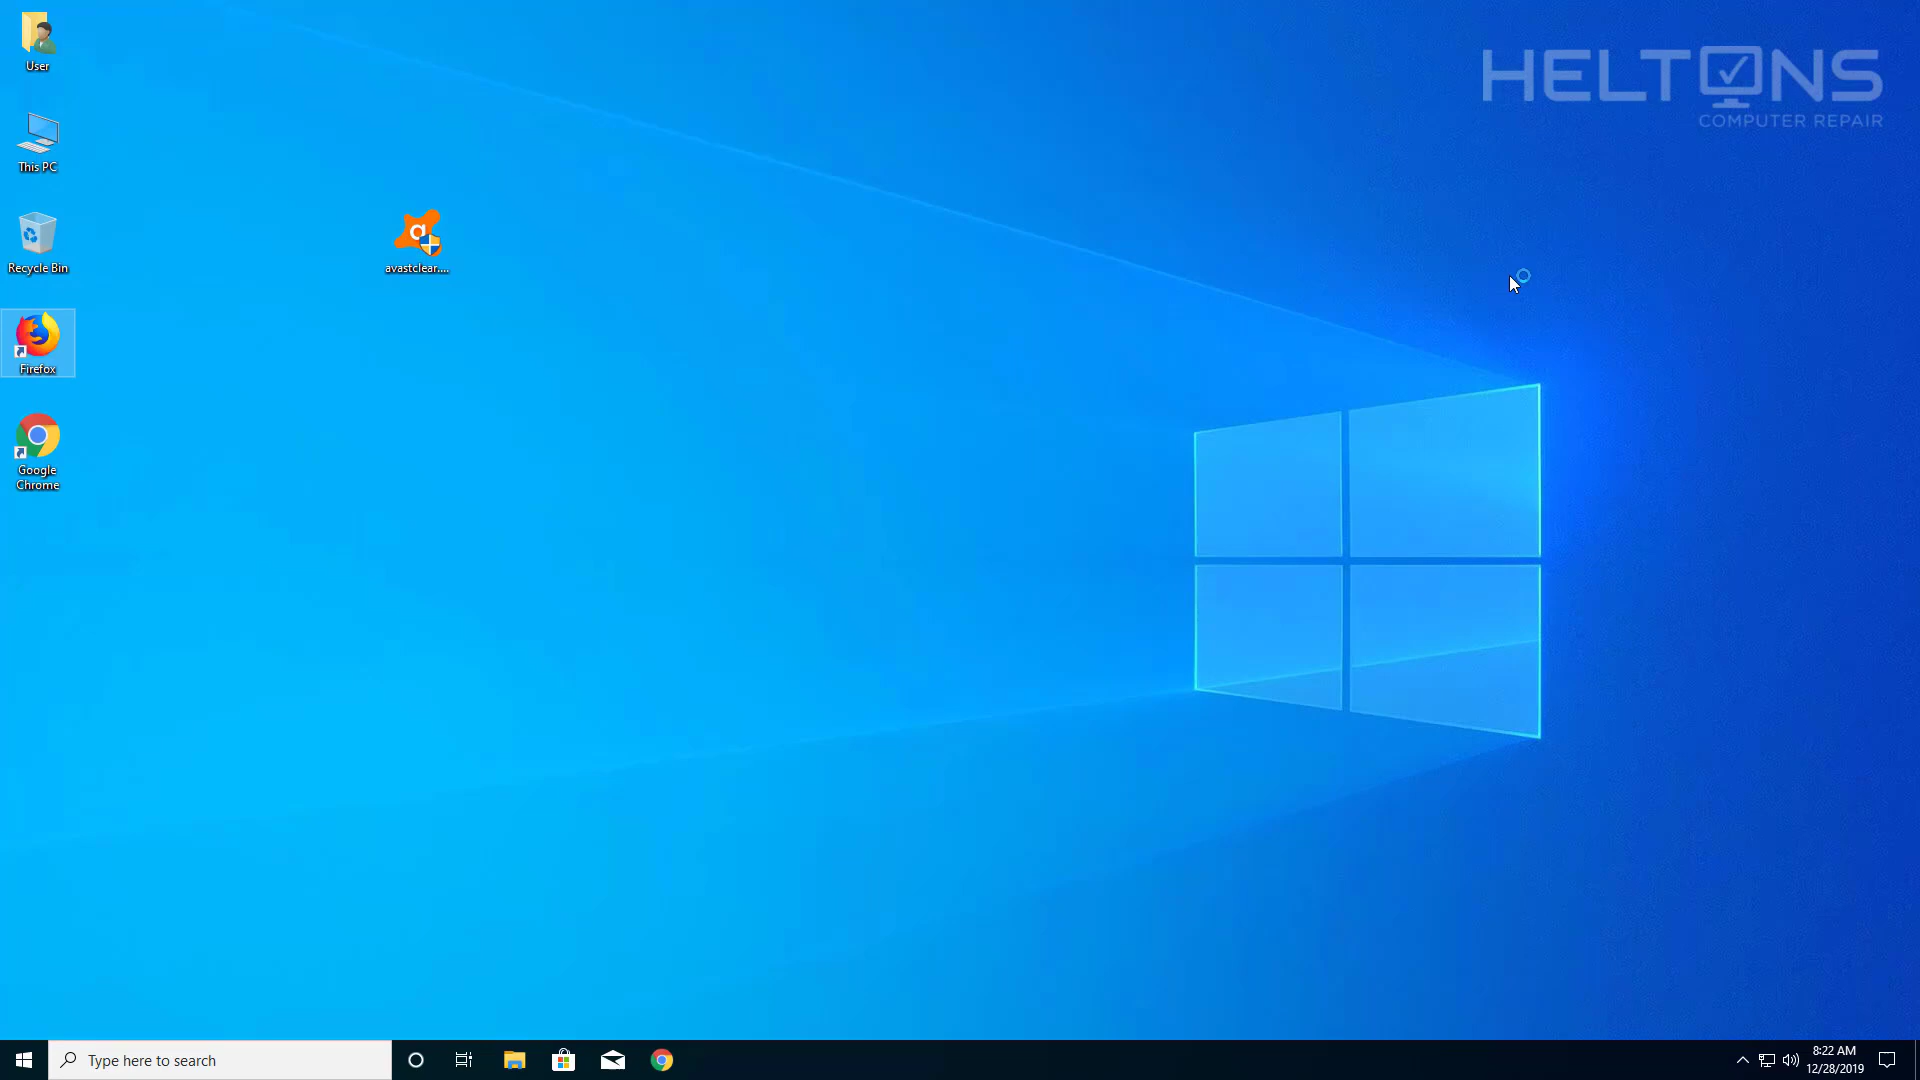 User
This PC
Recycle Bin
Firefox
Google
Chrome
avastclear....
HELTONS
COMPUTER REPAIR
Type here to search
8:22 AM
12/28/2019